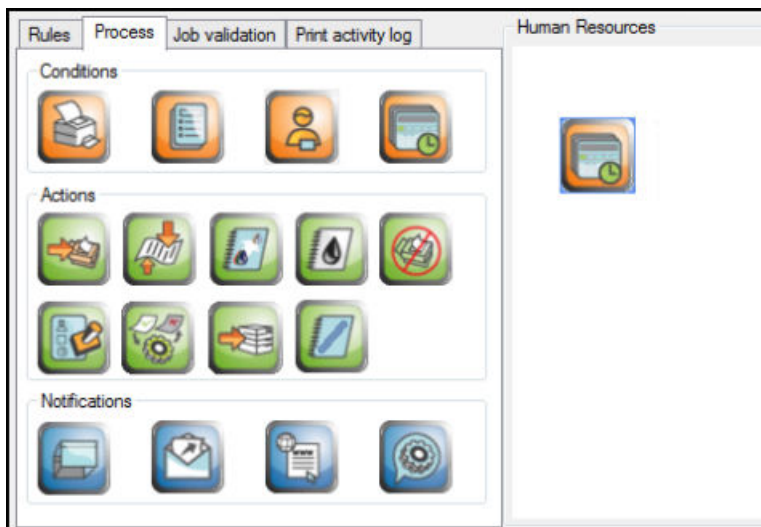 Rules
Process
Job validation
Print activity log
Human Resources
Conditions
Actions
Notifications